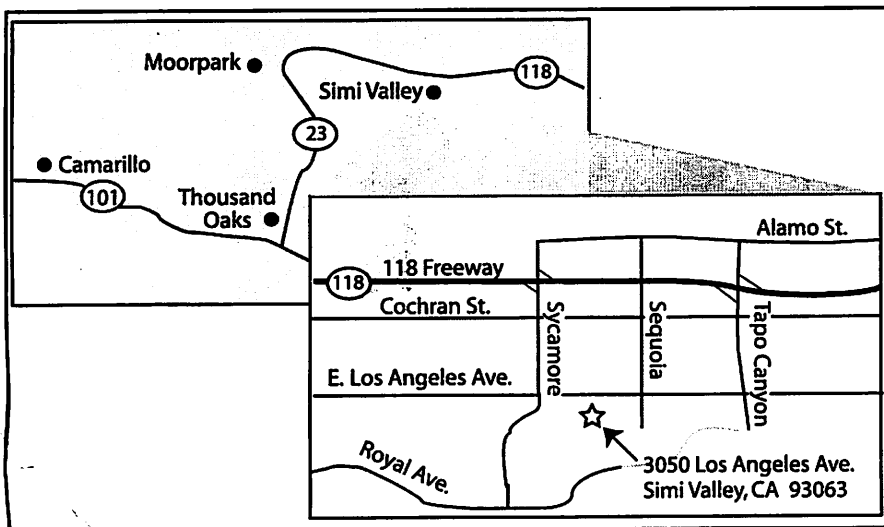 Moorpark
118
Simi Valley
23
Camarillo
101
Thousand
Oaks
Alamo St.
118 Freeway
118
Cochran St.
Sycamore
Sequoia
Tapo Canyon
E. Los Angeles Ave.
Royal Ave.
3050 Los Angeles Ave.
Simi Valley, CA 93063